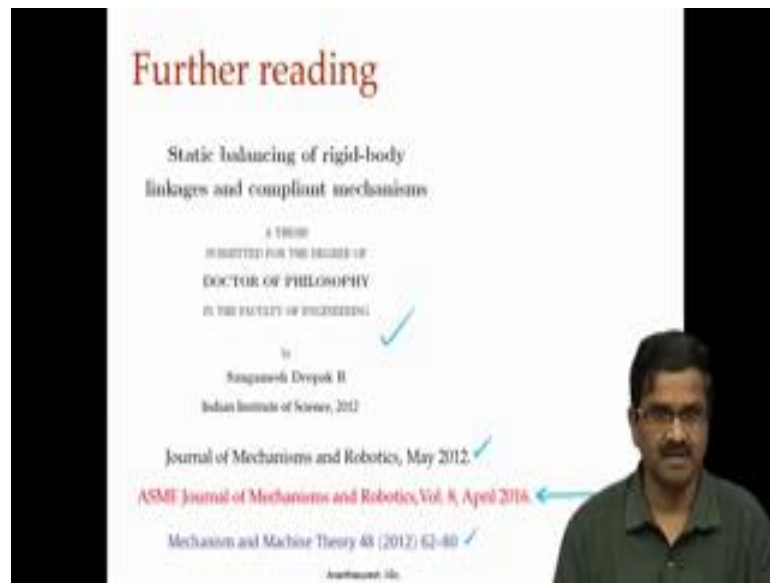 Further reading
Static balancing of rigid-body
linkages and compliant mechanisms
A THESIS
SUBMITTED FOR THE DEGREE OF
DOCTOR OF PHILOSOPHY
IN THE FACULTY OF ENGINEERING
by
Sangamesh Deepak R
Indian Institute of Science, 2012
Journal of Mechanisms and Robotics, May 2012.
ASME Journal of Mechanisms and Robotics, Vol. 8, April 2016.
Mechanism and Machine Theory 48 (2012) 62-80